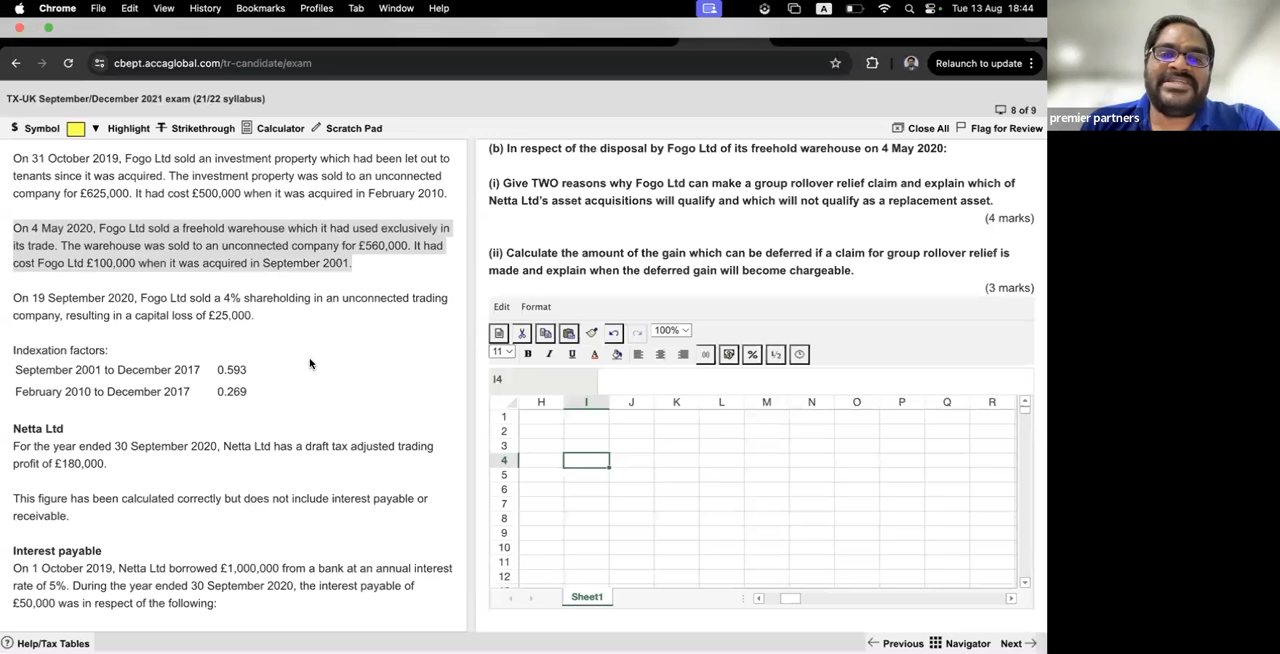 Chrome File Edit View History Bookmarks Profiles Tab Window Help A Tue 13 Aug 18:44
cbept.accaglobal.com/tr-candidate/exam Relaunch to update
TX-UK September/December 2021 exam (21/22 syllabus)
8 of 9
$ Symbol Highlight Strikethrough Calculator Scratch Pad Close All Flag for Review
On 31 October 2019, Fogo Ltd sold an investment property which had been let out to
tenants since it was acquired. The investment property was sold to an unconnected
company for £625,000. It had cost £500,000 when it was acquired in February 2010.
On 4 May 2020, Fogo Ltd sold a freehold warehouse which it had used exclusively in
its trade. The warehouse was sold to an unconnected company for £560,000. It had
cost Fogo Ltd £100,000 when it was acquired in September 2001.
On 19 September 2020, Fogo Ltd sold a 4% shareholding in an unconnected trading
company, resulting in a capital loss of £25,000.
Indexation factors:
September 2001 to December 2017 0.593
February 2010 to December 2017 0.269
Netta Ltd
For the year ended 30 September 2020, Netta Ltd has a draft tax adjusted trading
profit of £180,000.
This figure has been calculated correctly but does not include interest payable or
receivable.
Interest payable
On 1 October 2019, Netta Ltd borrowed £1,000,000 from a bank at an annual interest
rate of 5%. During the year ended 30 September 2020, the interest payable of
£50,000 was in respect of the following:
(b) In respect of the disposal by Fogo Ltd of its freehold warehouse on 4 May 2020:
(i) Give TWO reasons why Fogo Ltd can make a group rollover relief claim and explain which of
Netta Ltd's asset acquisitions will qualify and which will not qualify as a replacement asset.
(4 marks)
(ii) Calculate the amount of the gain which can be deferred if a claim for group rollover relief is
made and explain when the deferred gain will become chargeable.
(3 marks)
Edit Format
100%
11 B I U A % 1/2
I4
H I J K L M N O P Q R
1
2
3
4
5
6
7
8
9
10
11
12
Sheet1
? Help/Tax Tables Previous Navigator Next
premier partners